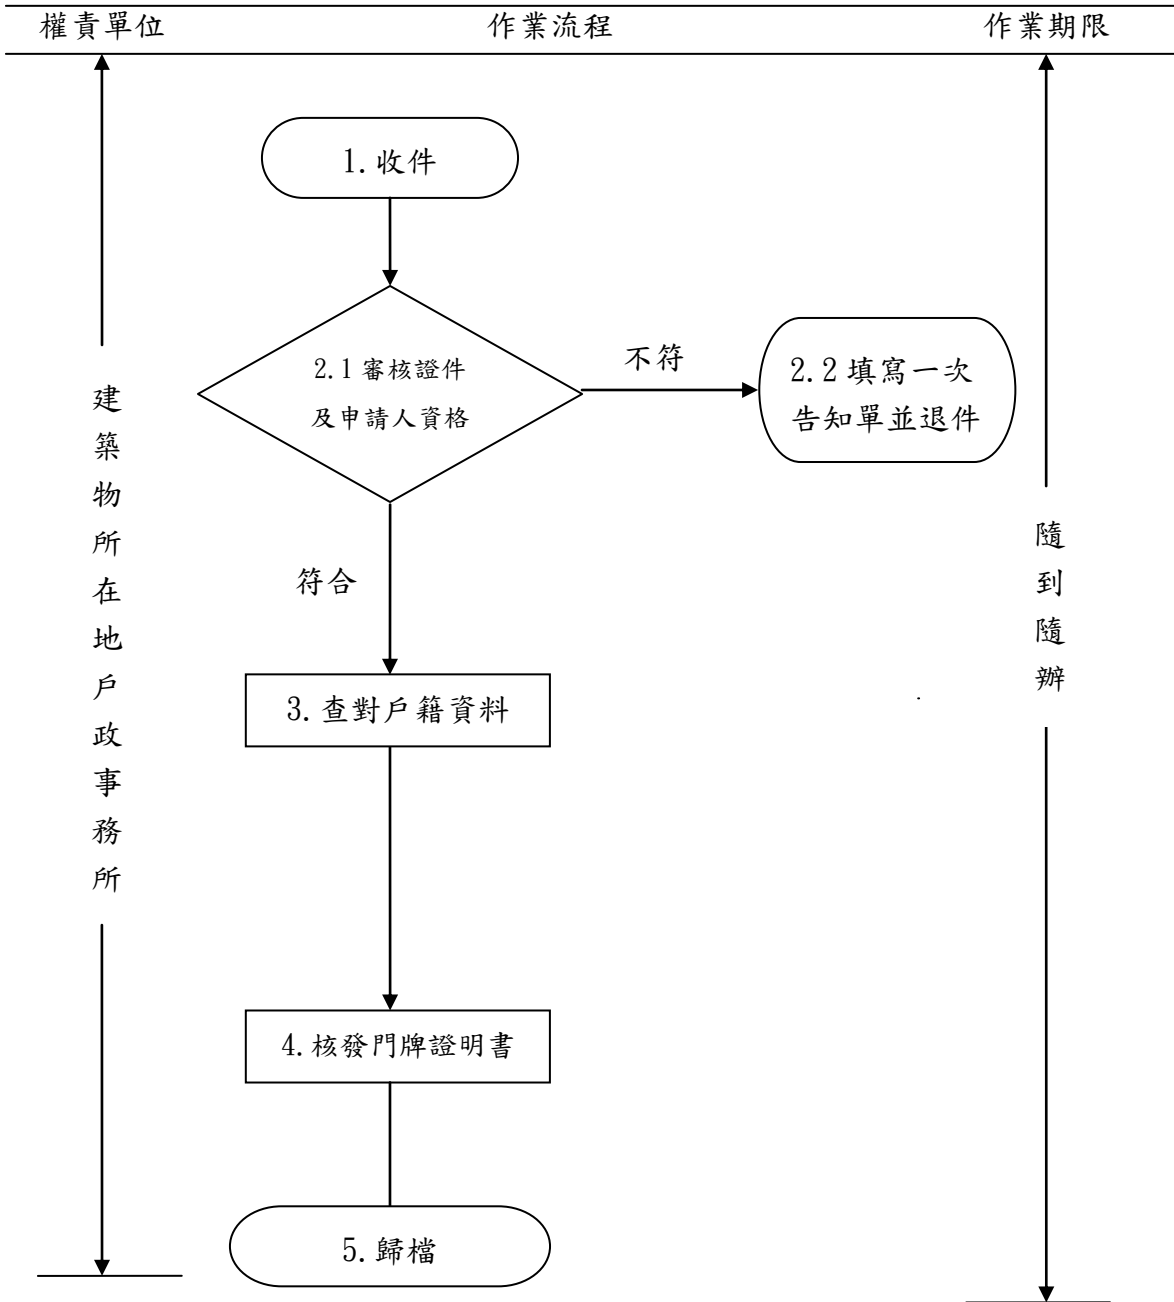 權責單位
作業流程
作業期限
1.收件
2.1 審核證件
及申請人資格
不符
2.2 填寫一次
告知單並退件
符合
3.查對戶籍資料
4.核發門牌證明書
5.歸檔
建築物所在地戶政事務所
隨到隨辦